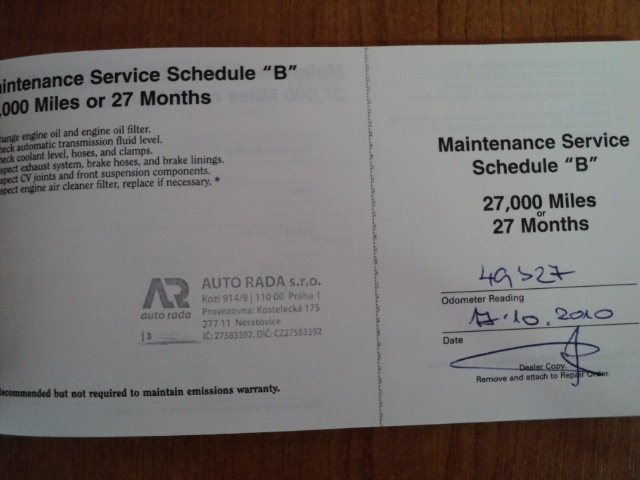 aintenance Service Schedule “B”
,000 Miles or 27 Months
hange engine oil and engine oil filter.
heck automatic transmission fluid level.
heck coolant level, hoses, and clamps.
spect exhaust system, brake hoses, and brake linings.
spect CV joints and front suspension components.
spect engine air cleaner filter, replace if necessary. *
AR
auto rada
AUTO RADA s.r.o.
Kozí 914/9 | 110 00 Praha 1
Provozovna: Kostelecká 175
277 11 Neratovice
IČ: 27583392, DIČ: CZ27583392
ecommended but not required to maintain emissions warranty.
Maintenance Service
Schedule “B”
27,000 Miles
or
27 Months
Odometer Reading
17.10.2010
Date
Dealer Copy.
Remove and attach to Repair Order.